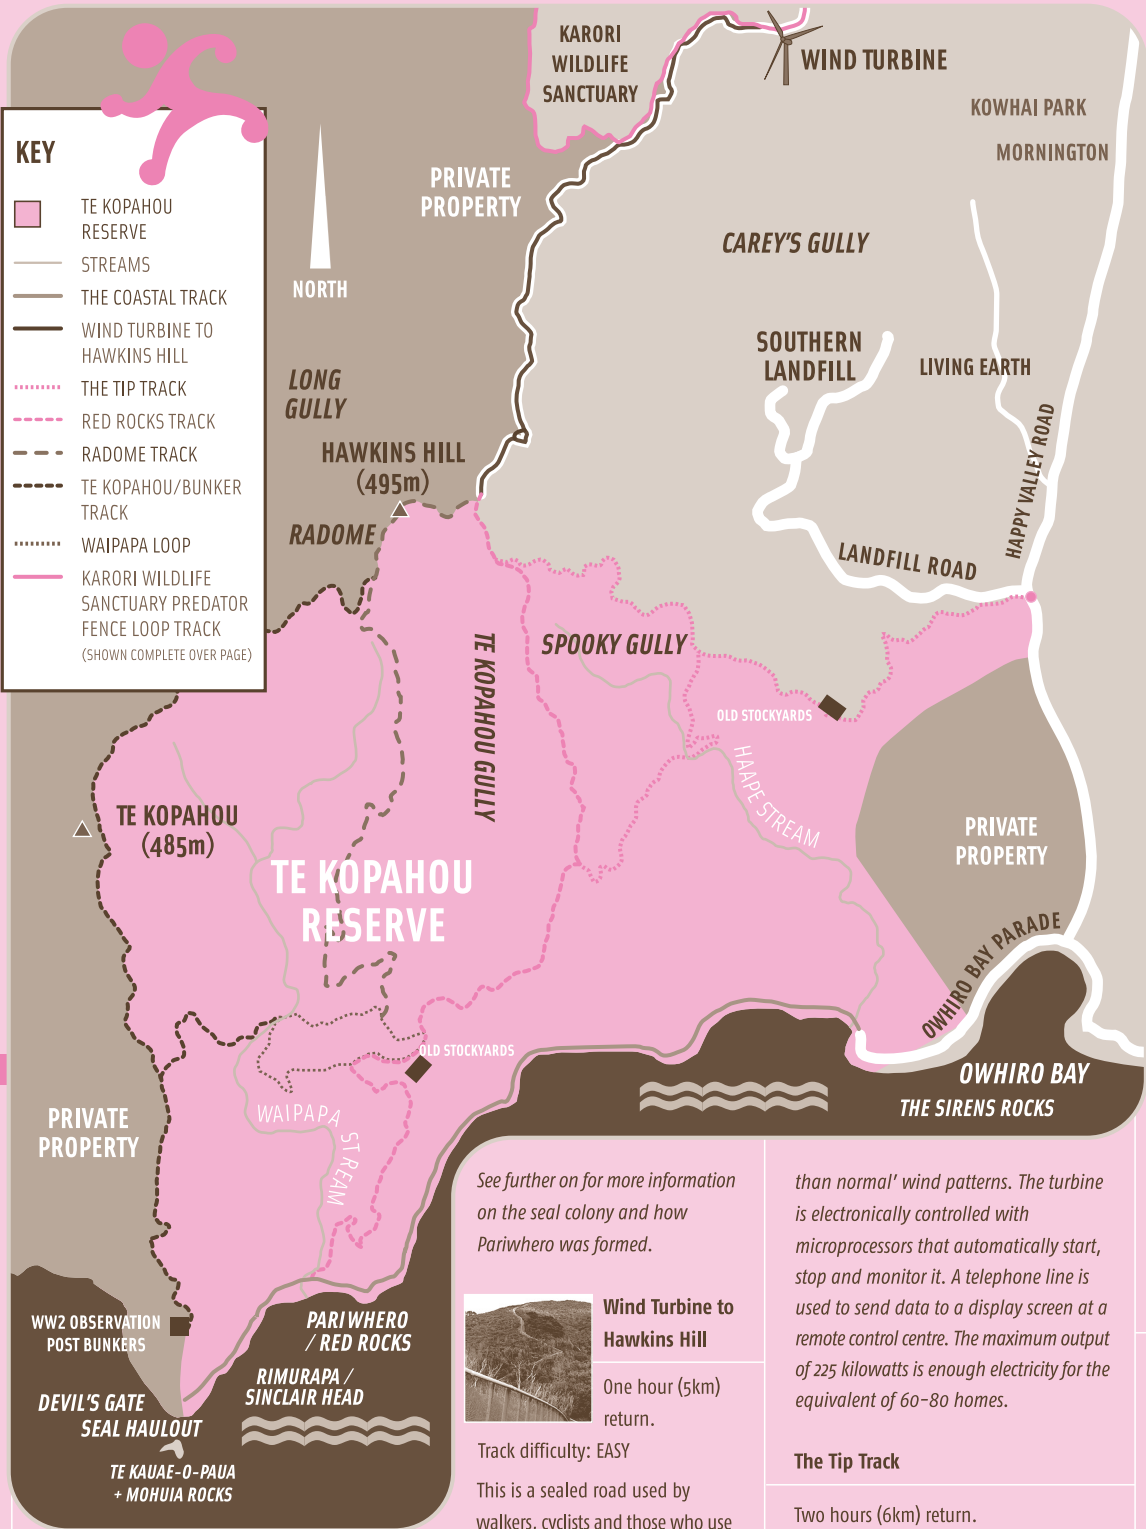 KARORI
WILDLIFE
SANCTUARY
WIND TURBINE
KOWHAI PARK
MORNINGTON
KEY
TE KOPAHOU
RESERVE
STREAMS
THE COASTAL TRACK
WIND TURBINE TO
HAWKINS HILL
THE TIP TRACK
RED ROCKS TRACK
RADOME TRACK
TE KOPAHOU/BUNKER
TRACK
WAIPAPA LOOP
KARORI WILDLIFE
SANCTUARY PREDATOR
FENCE LOOP TRACK
(SHOWN COMPLETE OVER PAGE)
NORTH
PRIVATE
PROPERTY
CAREY'S GULLY
SOUTHERN
LANDFILL
LIVING EARTH
HAPPY VALLEY ROAD
LANDFILL ROAD
LONG
GULLY
HAWKINS HILL
(495m)
RADOME
TE KOPAHOU GULLY
SPOOKY GULLY
OLD STOCKYARDS
HAAPE STREAM
TE KOPAHOU
(485m)
TE KOPAHOU
RESERVE
PRIVATE
PROPERTY
OWHIRO BAY PARADE
OLD STOCKYARDS
OWHIRO BAY
THE SIRENS ROCKS
PRIVATE
PROPERTY
WAIPAPA STREAM
WW2 OBSERVATION
POST BUNKERS
PARIWHERO
/ RED ROCKS
RIMURAPA /
SINCLAIR HEAD
DEVIL'S GATE
SEAL HAULOUT
TE KAUAE-O-PAUA
+ MOHUIA ROCKS
See further on for more information
on the seal colony and how
Pariwhero was formed.
Wind Turbine to
Hawkins Hill
One hour (5km)
return.
Track difficulty: EASY
This is a sealed road used by
walkers, cyclists and those who use
than normal' wind patterns. The turbine
is electronically controlled with
microprocessors that automatically start,
stop and monitor it. A telephone line is
used to send data to a display screen at a
remote control centre. The maximum output
of 225 kilowatts is enough electricity for the
equivalent of 60-80 homes.
The Tip Track
Two hours (6km) return.